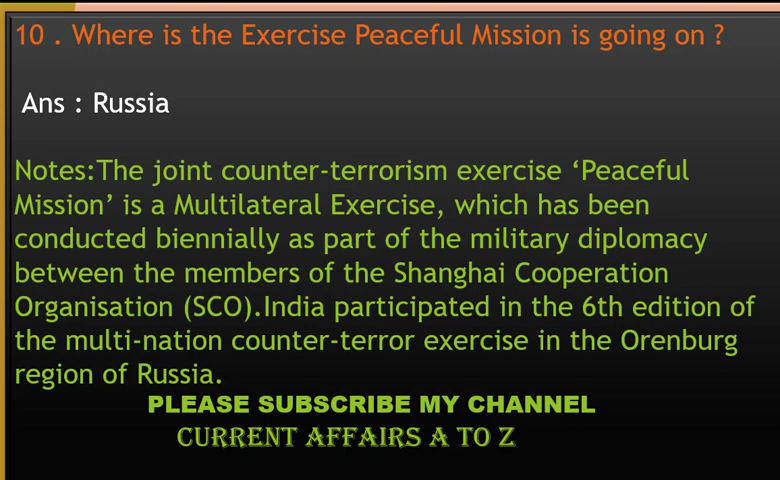 10 . Where is the Exercise Peaceful Mission is going on ?
Ans : Russia
Notes:The joint counter-terrorism exercise ‘Peaceful
Mission’ is a Multilateral Exercise, which has been
conducted biennially as part of the military diplomacy
between the members of the Shanghai Cooperation
Organisation (SCO).India participated in the 6th edition of
the multi-nation counter-terror exercise in the Orenburg
region of Russia.
PLEASE SUBSCRIBE MY CHANNEL
CURRENT AFFAIRS A TO Z